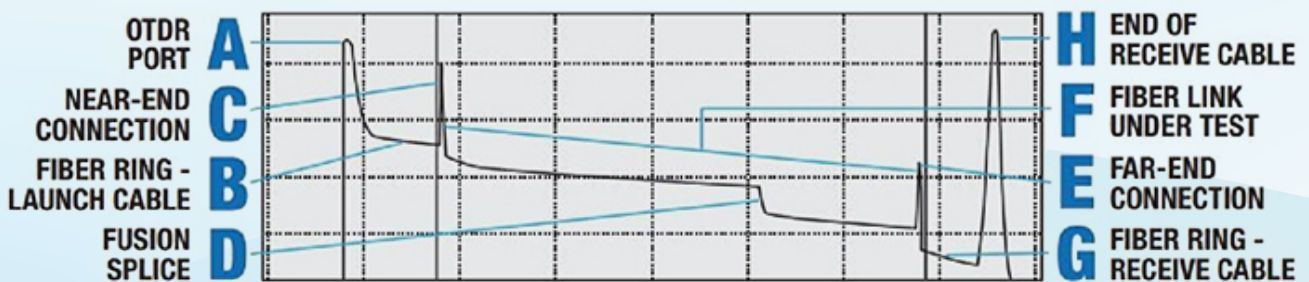 OTDR
PORT
A
NEAR-END
CONNECTION
C
FIBER RING -
LAUNCH CABLE
B
FUSION
SPLICE
D
H
END OF
RECEIVE CABLE
F
FIBER LINK
UNDER TEST
E
FAR-END
CONNECTION
G
FIBER RING -
RECEIVE CABLE